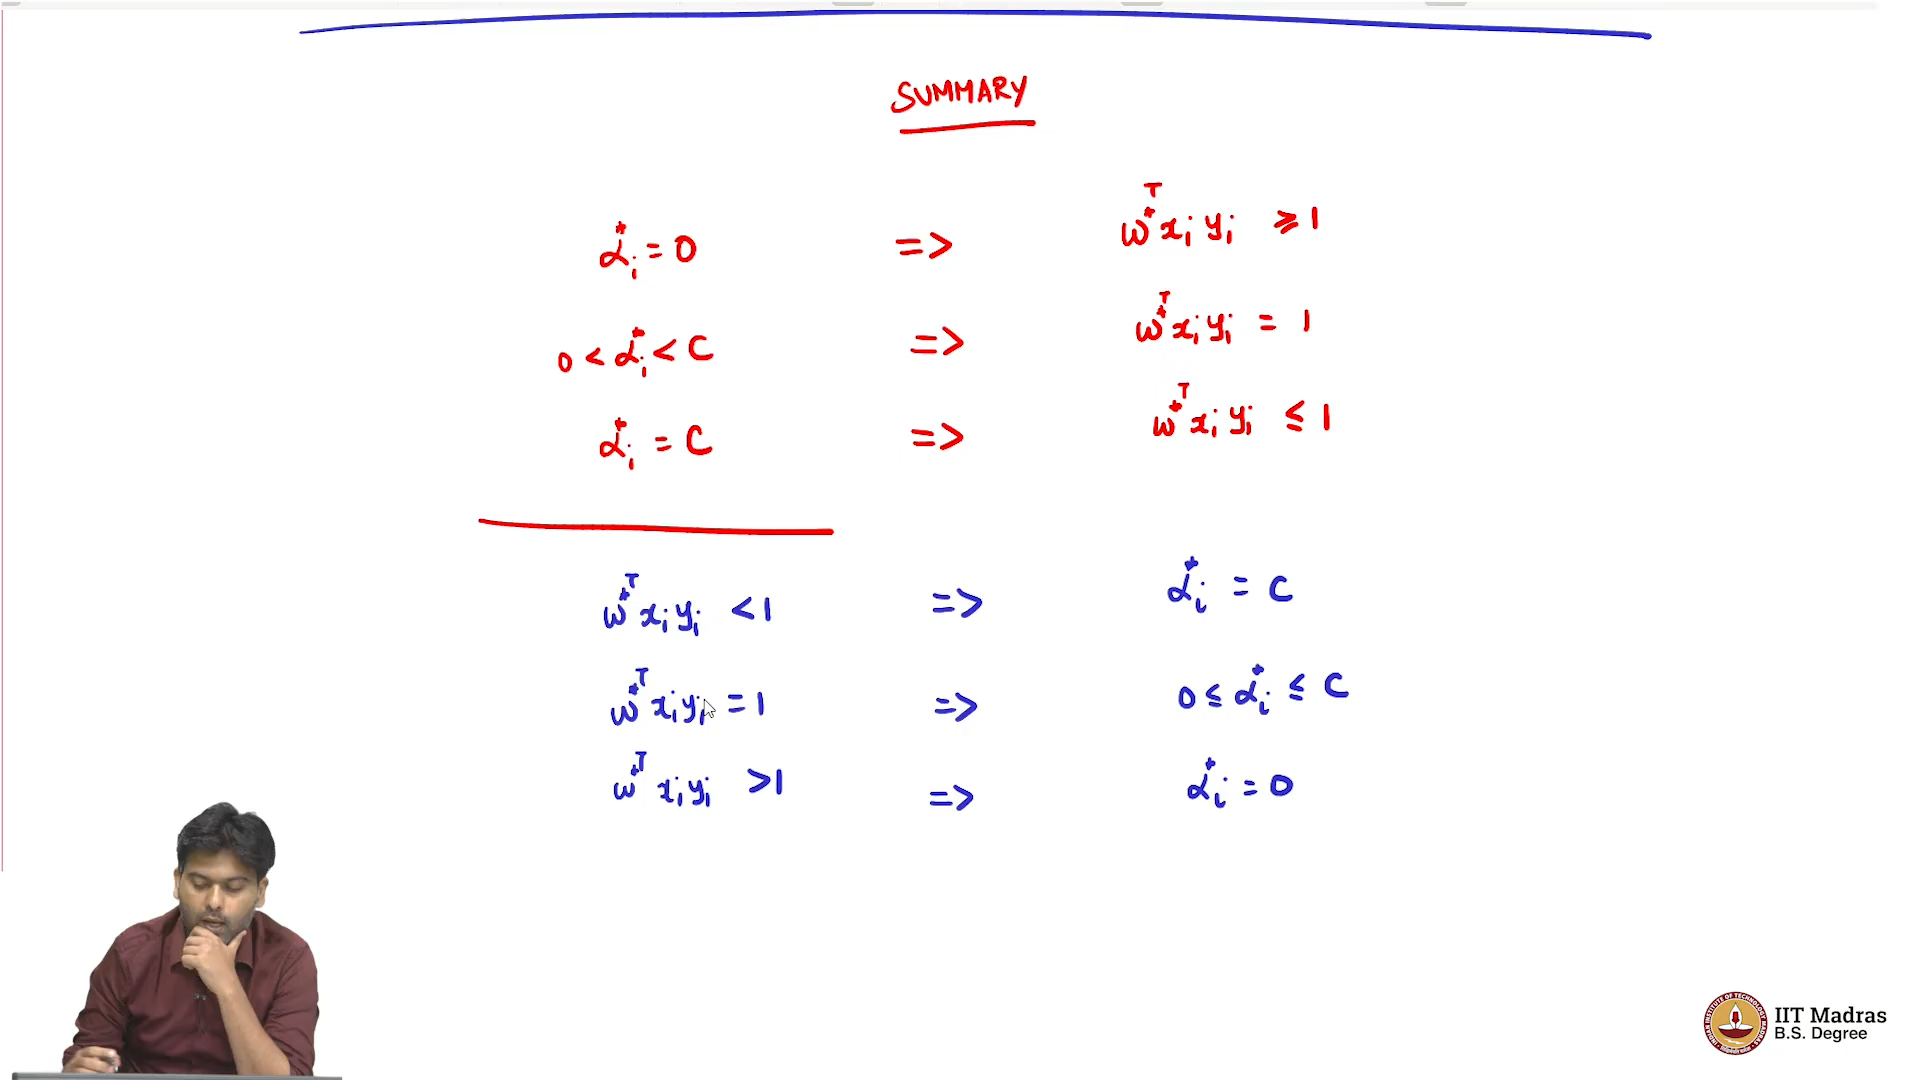 SUMMARY
α*ᵢ = 0 => w*ᵀxᵢyᵢ ≥ 1
0 < α*ᵢ < C => w*ᵀxᵢyᵢ = 1
α*ᵢ = C => w*ᵀxᵢyᵢ ≤ 1
w*ᵀxᵢyᵢ < 1 => α*ᵢ = C
w*ᵀxᵢyᵢ = 1 => 0 ≤ α*ᵢ ≤ C
w*ᵀxᵢyᵢ > 1 => α*ᵢ = 0
IIT Madras
B.S. Degree